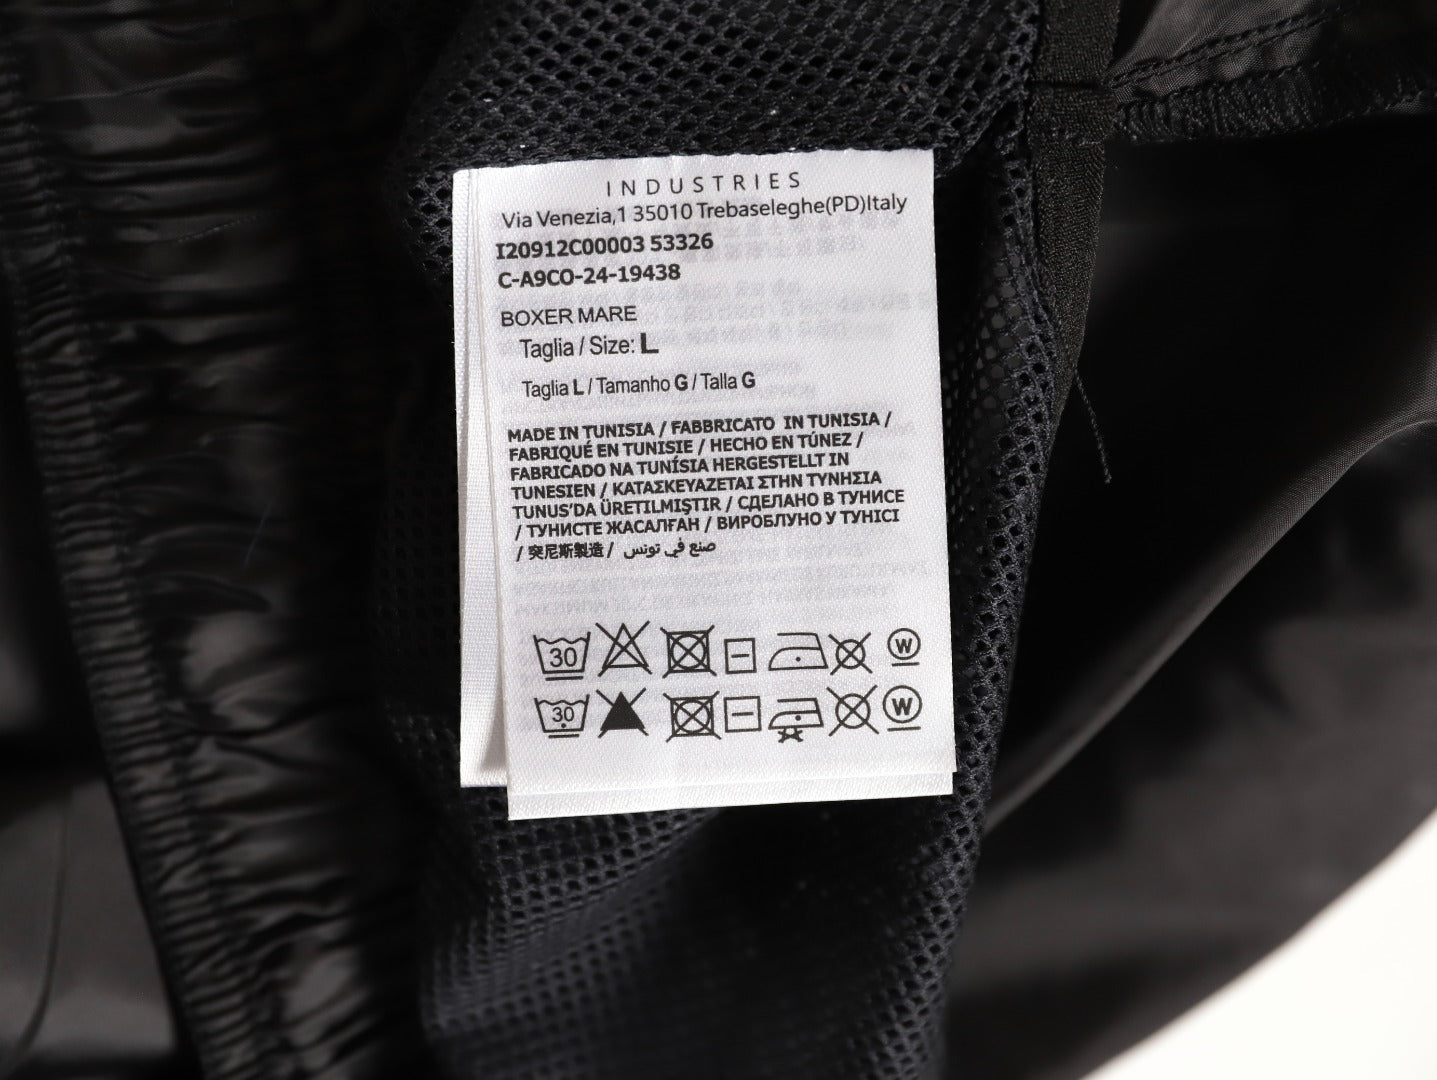 INDUSTRIES
Via Venezia,1 35010 Trebaseleghe(PD)Italy
I20912C00003 53326
C-A9CO-24-19438
BOXER MARE
Taglia / Size: L
Taglia L / Tamanho G / Talla G
MADE IN TUNISIA / FABBRICATO IN TUNISIA /
FABRIQUÉ EN TUNISIE / HECHO EN TÚNEZ /
FABRICADO NA TUNÍSIA HERGESTELLT IN
TUNESIEN / ΚΑΤΑΣΚΕΥΑΖΕΤΑΙ ΣΤΗΝ ΤΥΝΗΣΙΑ
TUNUS'DA ÜRETILMIŞTIR / СДЕЛАНО В ТУНИСЕ
/ ТУНИСТЕ ЖАСАЛҒАН / ВИРОБЛУНО У ТУНІСІ
/ 突尼斯製造 / صنع في تونس
30 W
30 W